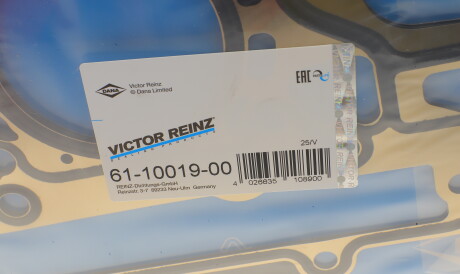 DANA
Victor Reinz
© Dana Limited
EAC
VICTOR REINZ
25/V
61-10019-00
REINZ-Dichtungs-GmbH
Reinzstr. 3-7 89233 Neu-Ulm Germany
4 026635 108900